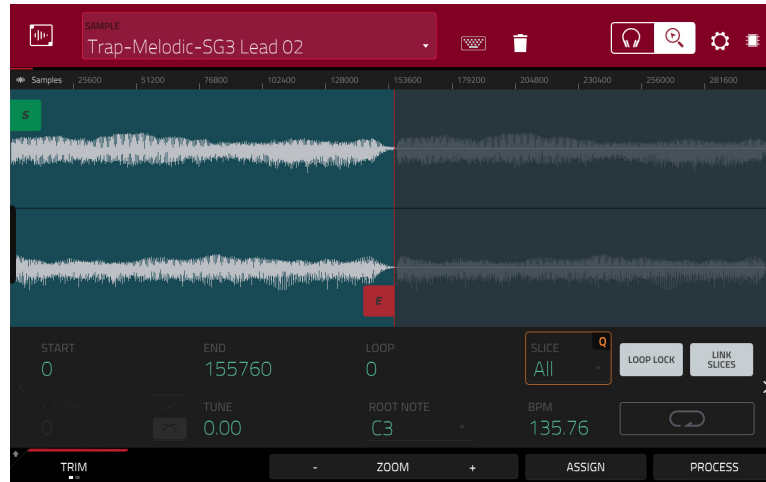 SAMPLE
Trap-Melodic-SG3 Lead 02
Samples 25600 51200 76800 102400 128000 153600 179200 204800 230400 256000 281600
S
E
START END LOOP SLICE Q
0 155760 0 All LOOP LOCK LINK SLICES
TUNE ROOT NOTE BPM
0 0.00 C3 135.76
TRIM - ZOOM + ASSIGN PROCESS